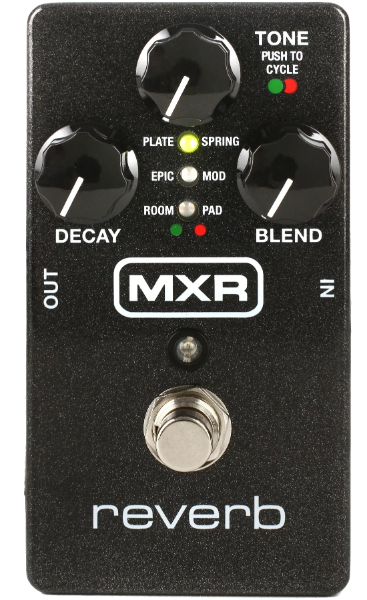 TONE
PUSH TO
CYCLE
PLATE SPRING
EPIC MOD
ROOM PAD
DECAY BLEND
OUT IN
MXR
reverb